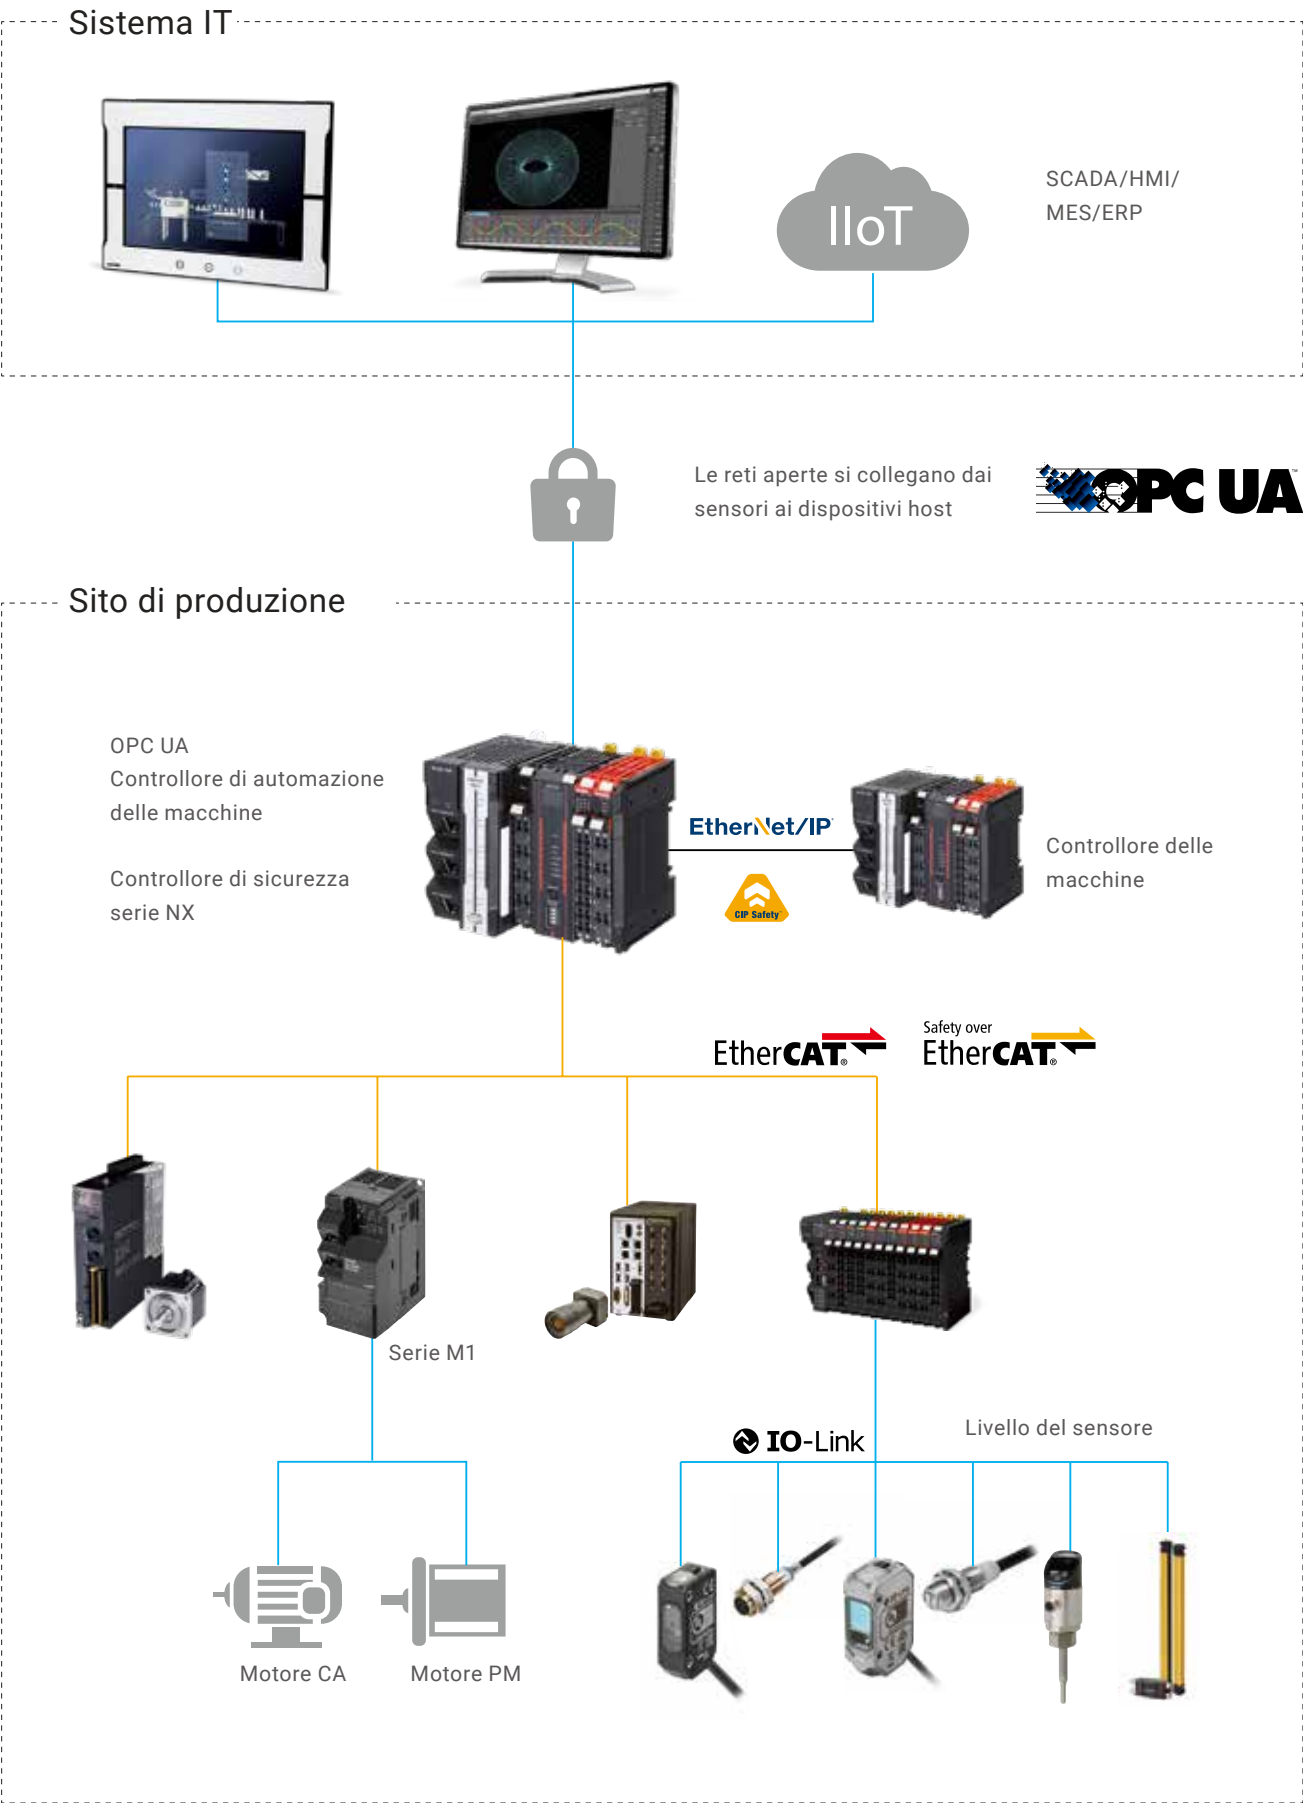 Sistema IT
IIoT
SCADA/HMI/
MES/ERP
Le reti aperte si collegano dai
sensori ai dispositivi host
OPC UA™
Sito di produzione
OPC UA
Controllore di automazione
delle macchine
Controllore di sicurezza
serie NX
EtherNet/IP
CIP Safety
Controllore delle
macchine
EtherCAT®
Safety over
EtherCAT®
Serie M1
IO-Link
Livello del sensore
Motore CA
Motore PM